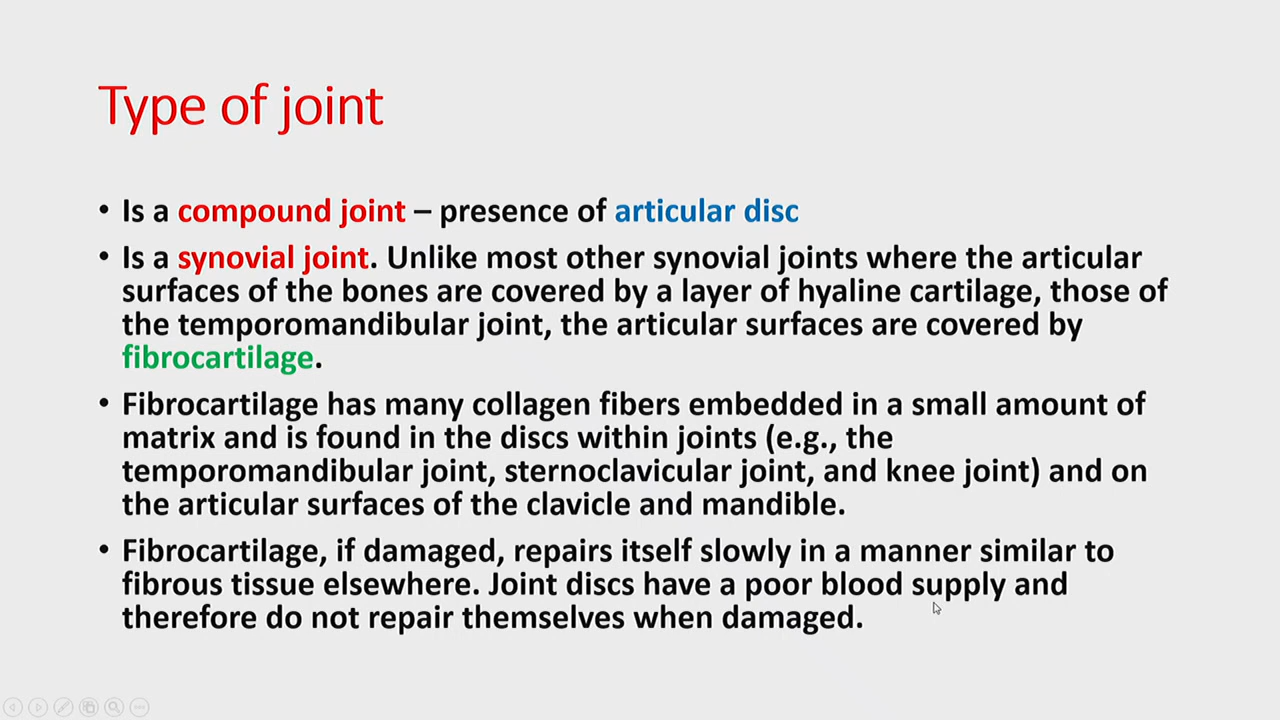 Type of joint
• Is a compound joint – presence of articular disc
• Is a synovial joint. Unlike most other synovial joints where the articular
surfaces of the bones are covered by a layer of hyaline cartilage, those of
the temporomandibular joint, the articular surfaces are covered by
fibrocartilage.
• Fibrocartilage has many collagen fibers embedded in a small amount of
matrix and is found in the discs within joints (e.g., the
temporomandibular joint, sternoclavicular joint, and knee joint) and on
the articular surfaces of the clavicle and mandible.
• Fibrocartilage, if damaged, repairs itself slowly in a manner similar to
fibrous tissue elsewhere. Joint discs have a poor blood supply and
therefore do not repair themselves when damaged.